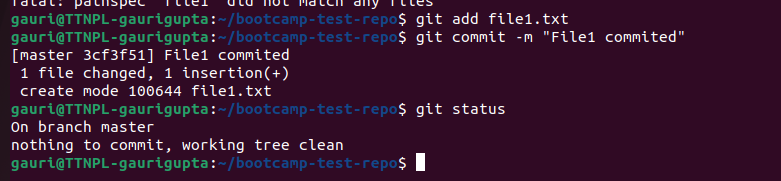 fatal: pathspec 'file1' did not match any files
gauri@TTNPL-gaurigupta:~/bootcamp-test-repo$ git add file1.txt
gauri@TTNPL-gaurigupta:~/bootcamp-test-repo$ git commit -m "File1 commited"
[master 3cf3f51] File1 commited
 1 file changed, 1 insertion(+)
 create mode 100644 file1.txt
gauri@TTNPL-gaurigupta:~/bootcamp-test-repo$ git status
On branch master
nothing to commit, working tree clean
gauri@TTNPL-gaurigupta:~/bootcamp-test-repo$